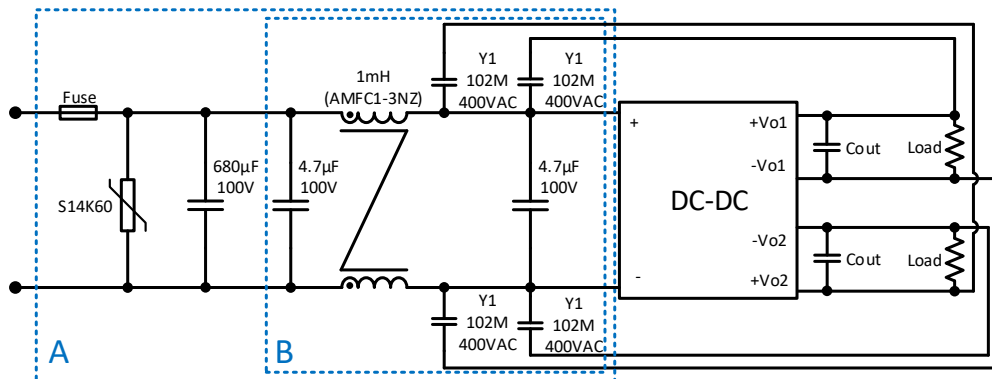 Fuse
S14K60
680µF
100V
4.7µF
100V
1mH
(AMFC1-3NZ)
Y1
102M
400VAC
Y1
102M
400VAC
4.7µF
100V
Y1
102M
400VAC
Y1
102M
400VAC
A
B
+
-
DC-DC
+Vo1
-Vo1
-Vo2
+Vo2
Cout
Load
Cout
Load